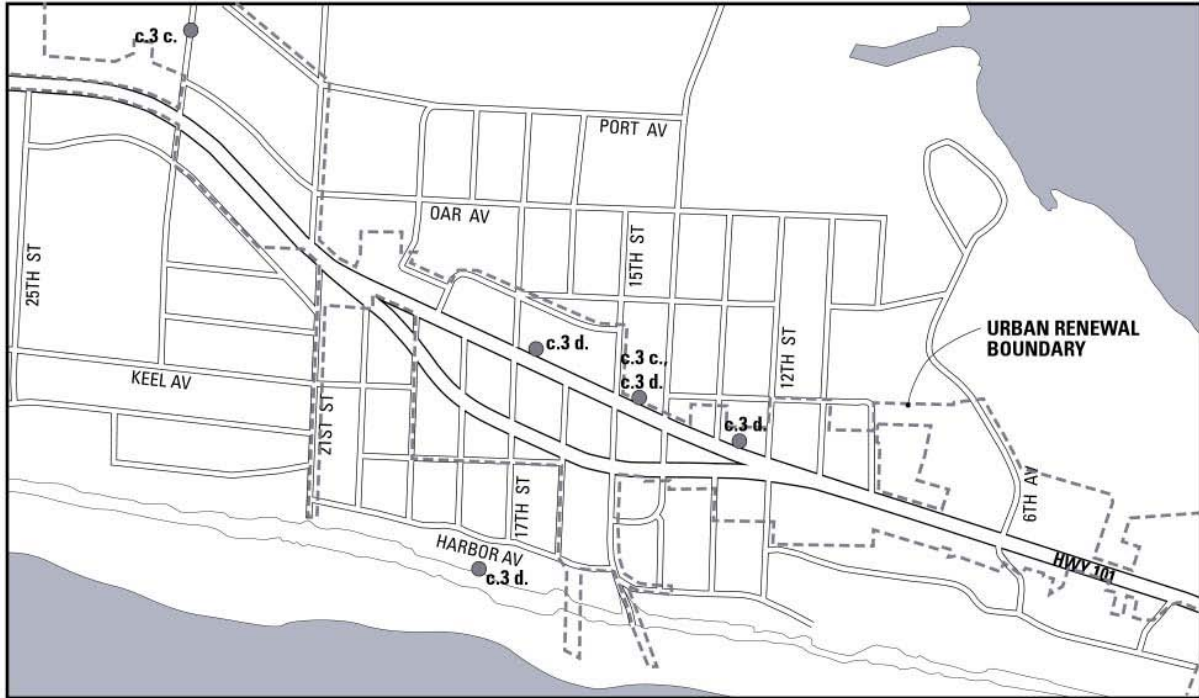 c.3 c.
PORT AV
OAR AV
15TH ST
25TH ST
URBAN RENEWAL
BOUNDARY
c.3 d.
c.3 c.,
c.3 d.
12TH ST
KEEL AV
21ST ST
c.3 d.
17TH ST
6TH AV
HARBOR AV
HWY 101
c.3 d.